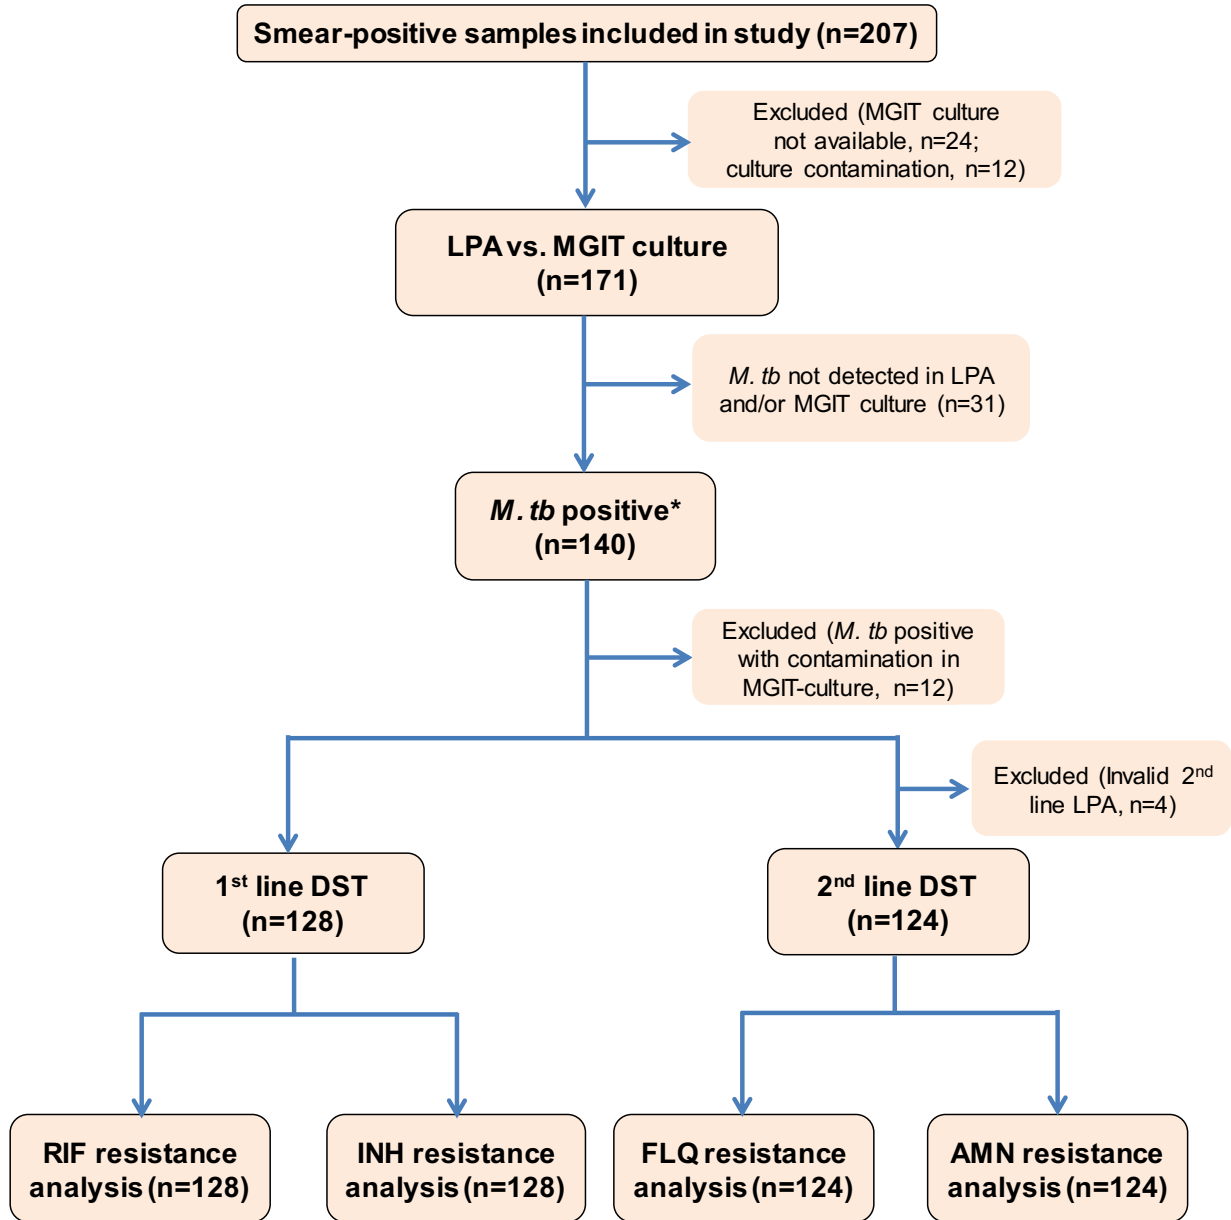 Smear-positive samples included in study (n=207)
Excluded (MGIT culture
not available, n=24;
culture contamination, n=12)
LPA vs. MGIT culture
(n=171)
M. tb not detected in LPA
and/or MGIT culture (n=31)
M. tb positive*
(n=140)
Excluded (M. tb positive
with contamination in
MGIT-culture, n=12)
Excluded (Invalid 2nd
line LPA, n=4)
1st line DST
(n=128)
2nd line DST
(n=124)
RIF resistance
analysis (n=128)
INH resistance
analysis (n=128)
FLQ resistance
analysis (n=124)
AMN resistance
analysis (n=124)